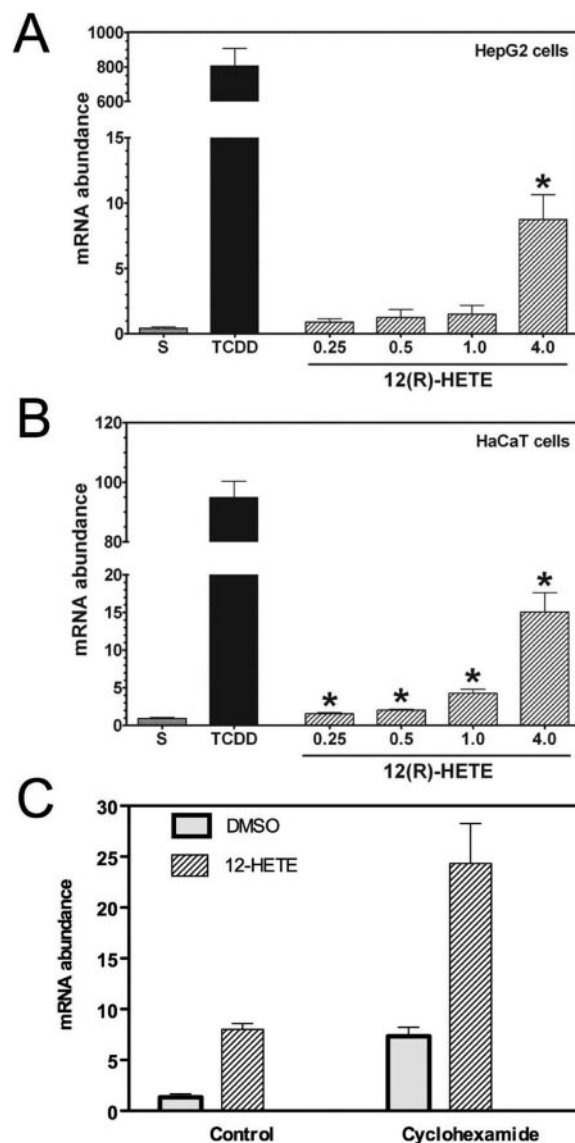 A
HepG2 cells
mRNA abundance
1000
800
600
15
10
5
0
*
S TCDD 0.25 0.5 1.0 4.0
12(R)-HETE
B
HaCaT cells
mRNA abundance
120
100
80
20
15
10
5
0
* * * *
S TCDD 0.25 0.5 1.0 4.0
12(R)-HETE
C
mRNA abundance
30
25
20
15
10
5
0
DMSO
12-HETE
Control Cyclohexamide